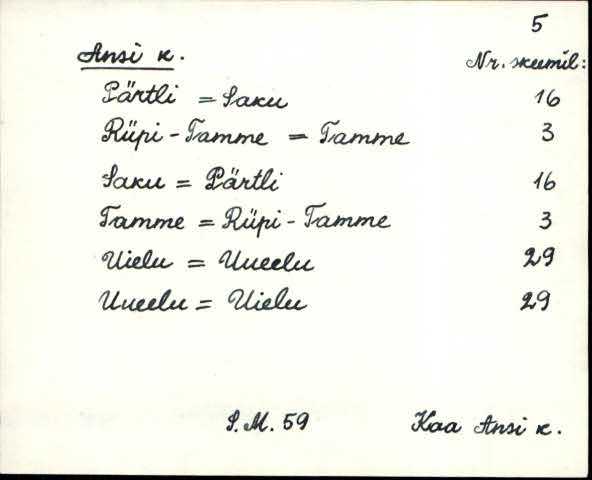 5
Ansi k.
Nr. skeemil:
Pärtli = Saku 16
Rüpi-Tamme = Tamme 3
Saku = Pärtli 16
Tamme = Rüpi-Tamme 3
Uielu = Uueelu 29
Uueelu = Uielu 29
S.M. 59 Kaa Ansi k.